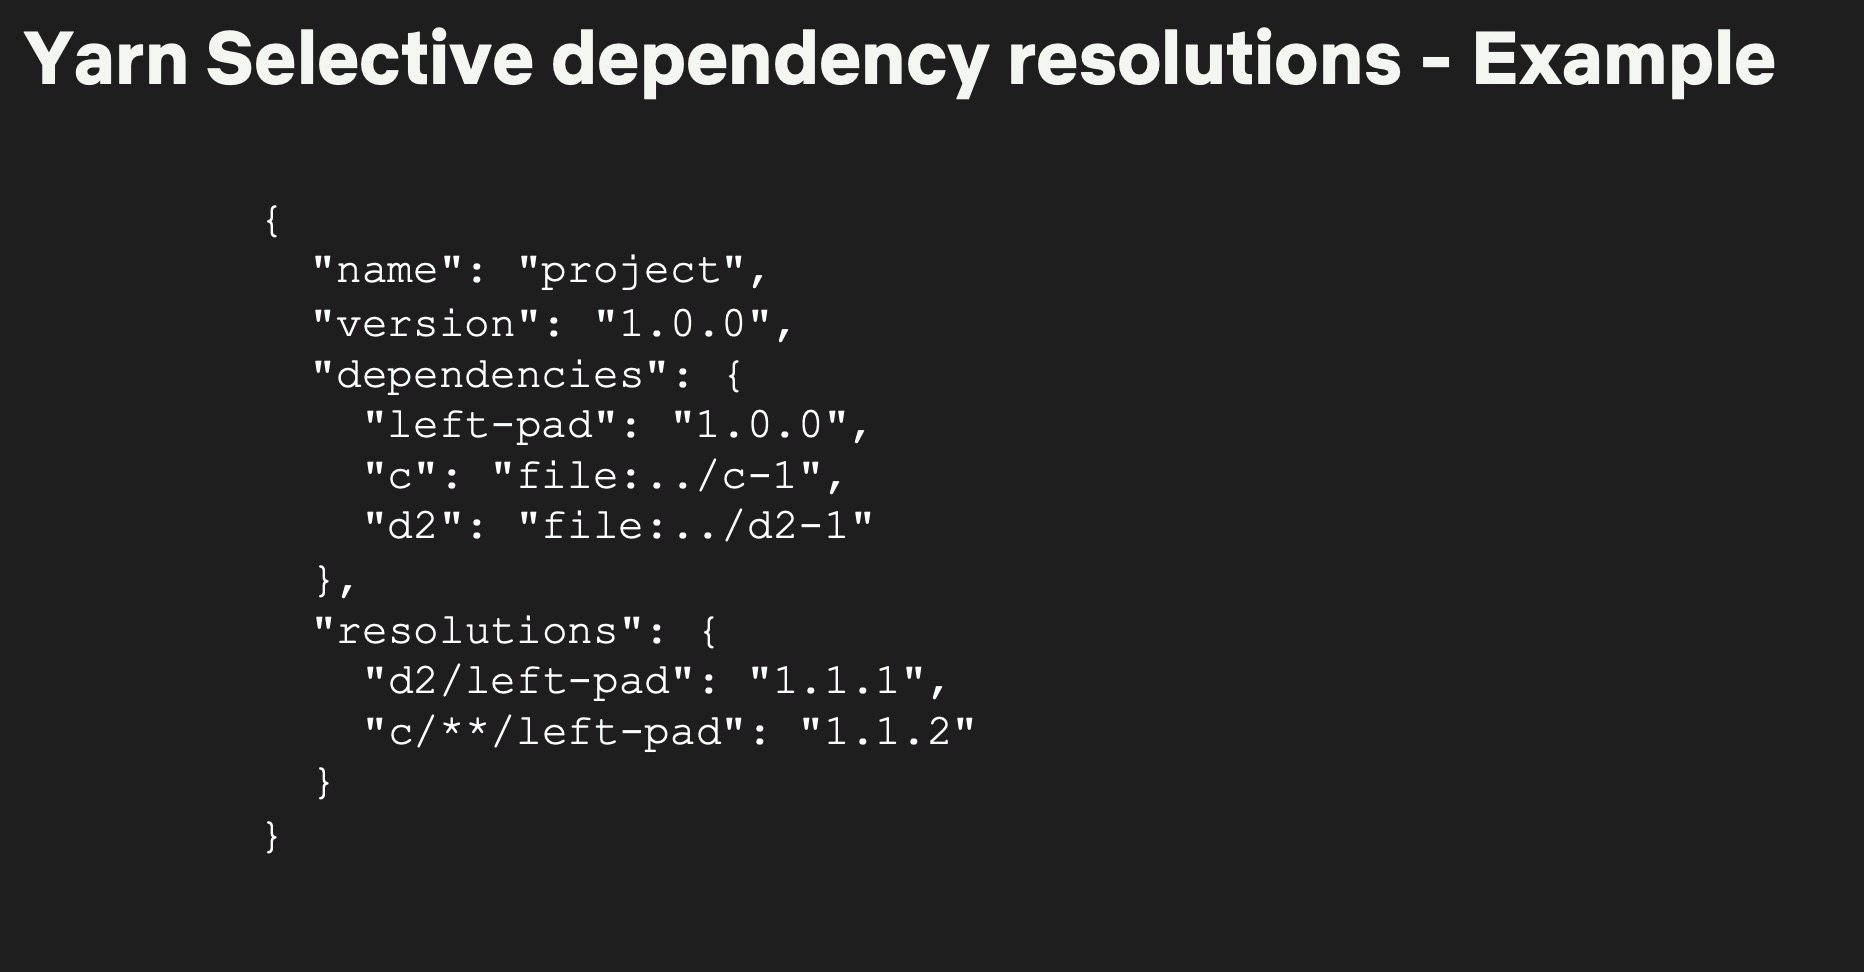 Yarn Selective dependency resolutions - Example
{
  "name": "project",
  "version": "1.0.0",
  "dependencies": {
    "left-pad": "1.0.0",
    "c": "file:../c-1",
    "d2": "file:../d2-1"
  },
  "resolutions": {
    "d2/left-pad": "1.1.1",
    "c/**/left-pad": "1.1.2"
  }
}